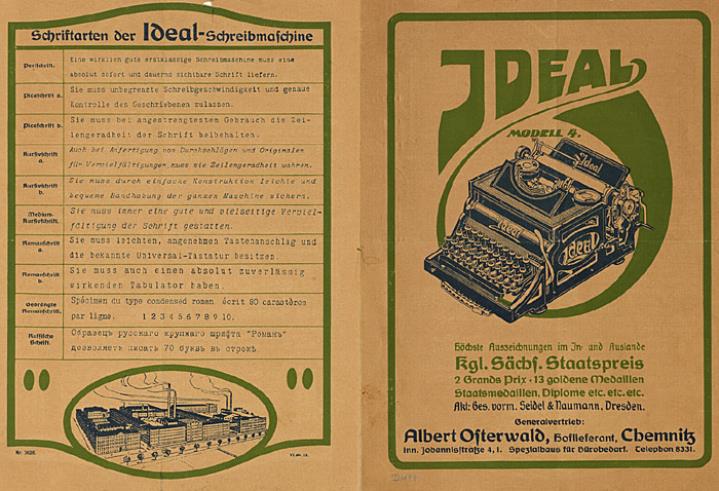 Schriftarten der Ideal-Schreibmaschine
Perlschrift.
Eine wirklich gute erstklassige Schreibmaschine muss eine
absolut sofort und dauernd sichtbare Schrift liefern.
Picaschrift a.
Sie muss unbegrenzte Schreibgeschwindigkeit und genaue
Kontrolle des Geschriebenen zulassen.
Picaschrift b.
Sie muss bei angestrengtestem Gebrauch die Zei-
lengeradheit der Schrift beibehalten.
Kursivschrift
a.
Auch bei Anfertigung von Durchschlägen und Originalen
für Vervielfältigungen, muss sie Zeilengeradheit wahren.
Kursivschrift
b.
Sie muss durch einfache Konstruktion leichte und
bequeme Handhabung der ganzen Maschine sichern.
Medium-
Kursivschrift.
Sie muss immer eine gute und vielseitige Verviel-
fältigung der Schrift gestatten.
Romanschrift
a.
Sie muss leichten, angenehmen Tastenanschlag und
die bekannte Universal-Tastatur besitzen.
Romanschrift
b.
Sie muss auch einen absolut zuverlässig
wirkenden Tabulator haben.
Gedrängte
Romanschrift.
Spécimen du type condensed roman écrit 80 caractères
par ligne. 1 2 3 4 5 6 7 8 9 10.
Russische
Schrift.
Образецъ русскаго крупнаго шрифта "Романъ"
дозволяетъ писать 70 буквъ въ строкѣ.
IDEAL
MODELL 4.
Ideal
Ideal
Ideal
Höchste Auszeichnungen im In- und Auslande
Kgl. Sächs. Staatspreis
2 Grands Prix · 13 goldene Medaillen
Staatsmedaillen, Diplome etc. etc. etc.
Akt.-Ges. vorm. Seidel & Naumann, Dresden.
Generalvertrieb:
Albert Osterwald, Hoflieferant, Chemnitz
Inn. Johannisstraße 4, I. Spezialhaus für Bürobedarf. Telephon 8331.